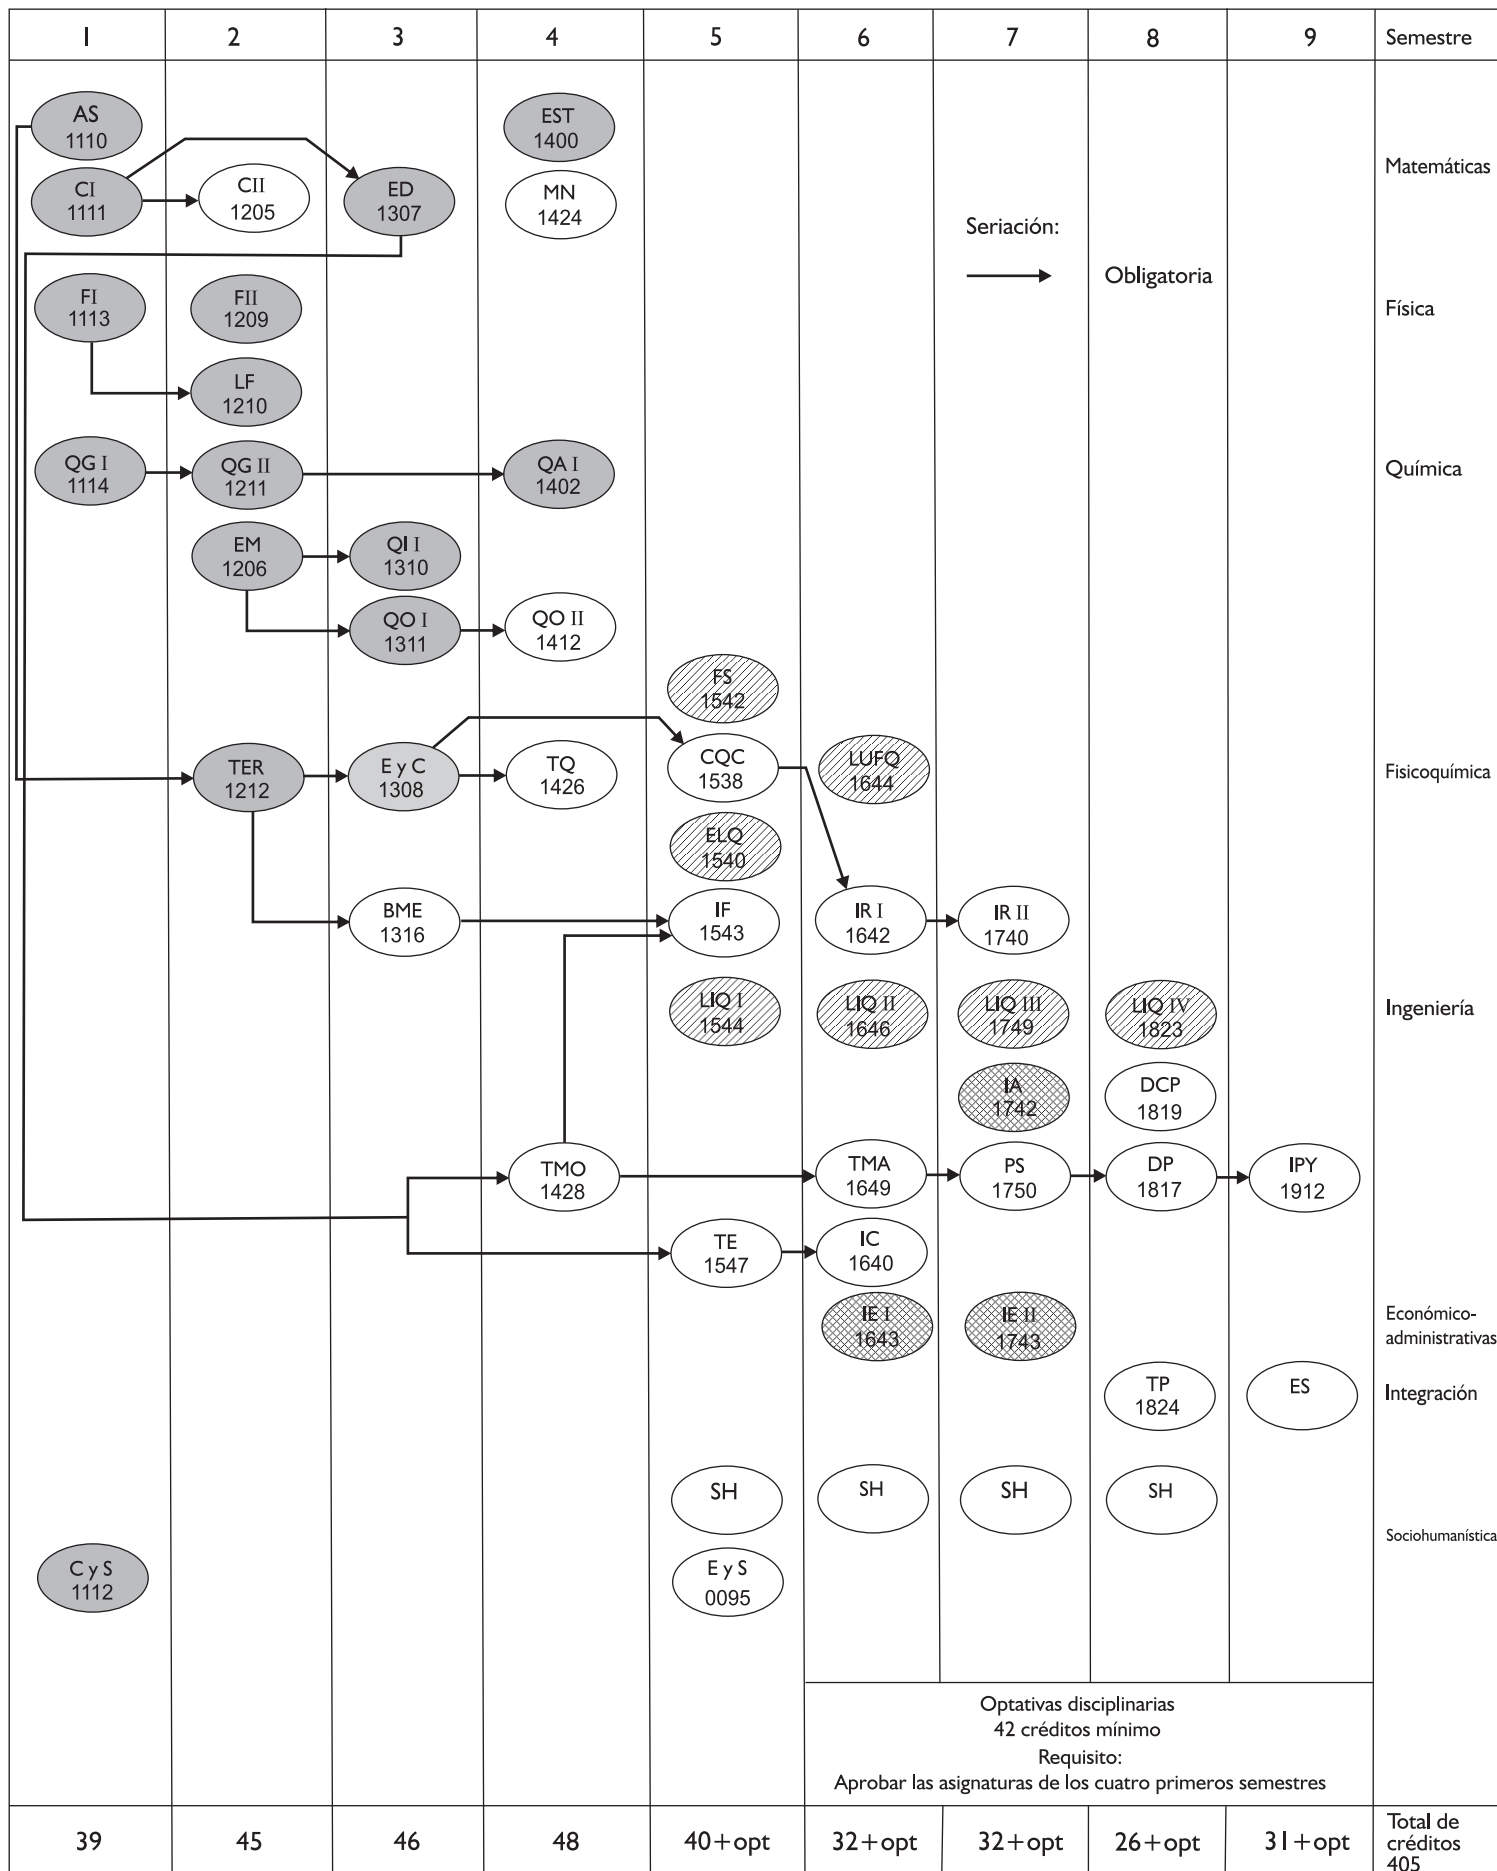 1 2 3 4 5 6 7 8 9 Semestre
AS
1110
EST
1400
Matemáticas
CI
1111
CII
1205
ED
1307
MN
1424
Seriación:
Obligatoria
FI
1113
FII
1209
Física
LF
1210
QG I
1114
QG II
1211
QA I
1402
Química
EM
1206
QI I
1310
QO I
1311
QO II
1412
FS
1542
TER
1212
E y C
1308
TQ
1426
CQC
1538
LUFQ
1644
Fisicoquímica
ELQ
1540
BME
1316
IF
1543
IR I
1642
IR II
1740
LIQ I
1544
LIQ II
1646
LIQ III
1749
LIQ IV
1823
Ingeniería
IA
1742
DCP
1819
TMO
1428
TMA
1649
PS
1750
DP
1817
IPY
1912
TE
1547
IC
1640
IE I
1643
IE II
1743
Económico-
administrativas
TP
1824
ES
Integración
SH
SH
SH
SH
Sociohumanística
C y S
1112
E y S
0095
Optativas disciplinarias
42 créditos mínimo
Requisito:
Aprobar las asignaturas de los cuatro primeros semestres
39 45 46 48 40+opt 32+opt 32+opt 26+opt 31+opt
Total de
créditos
405